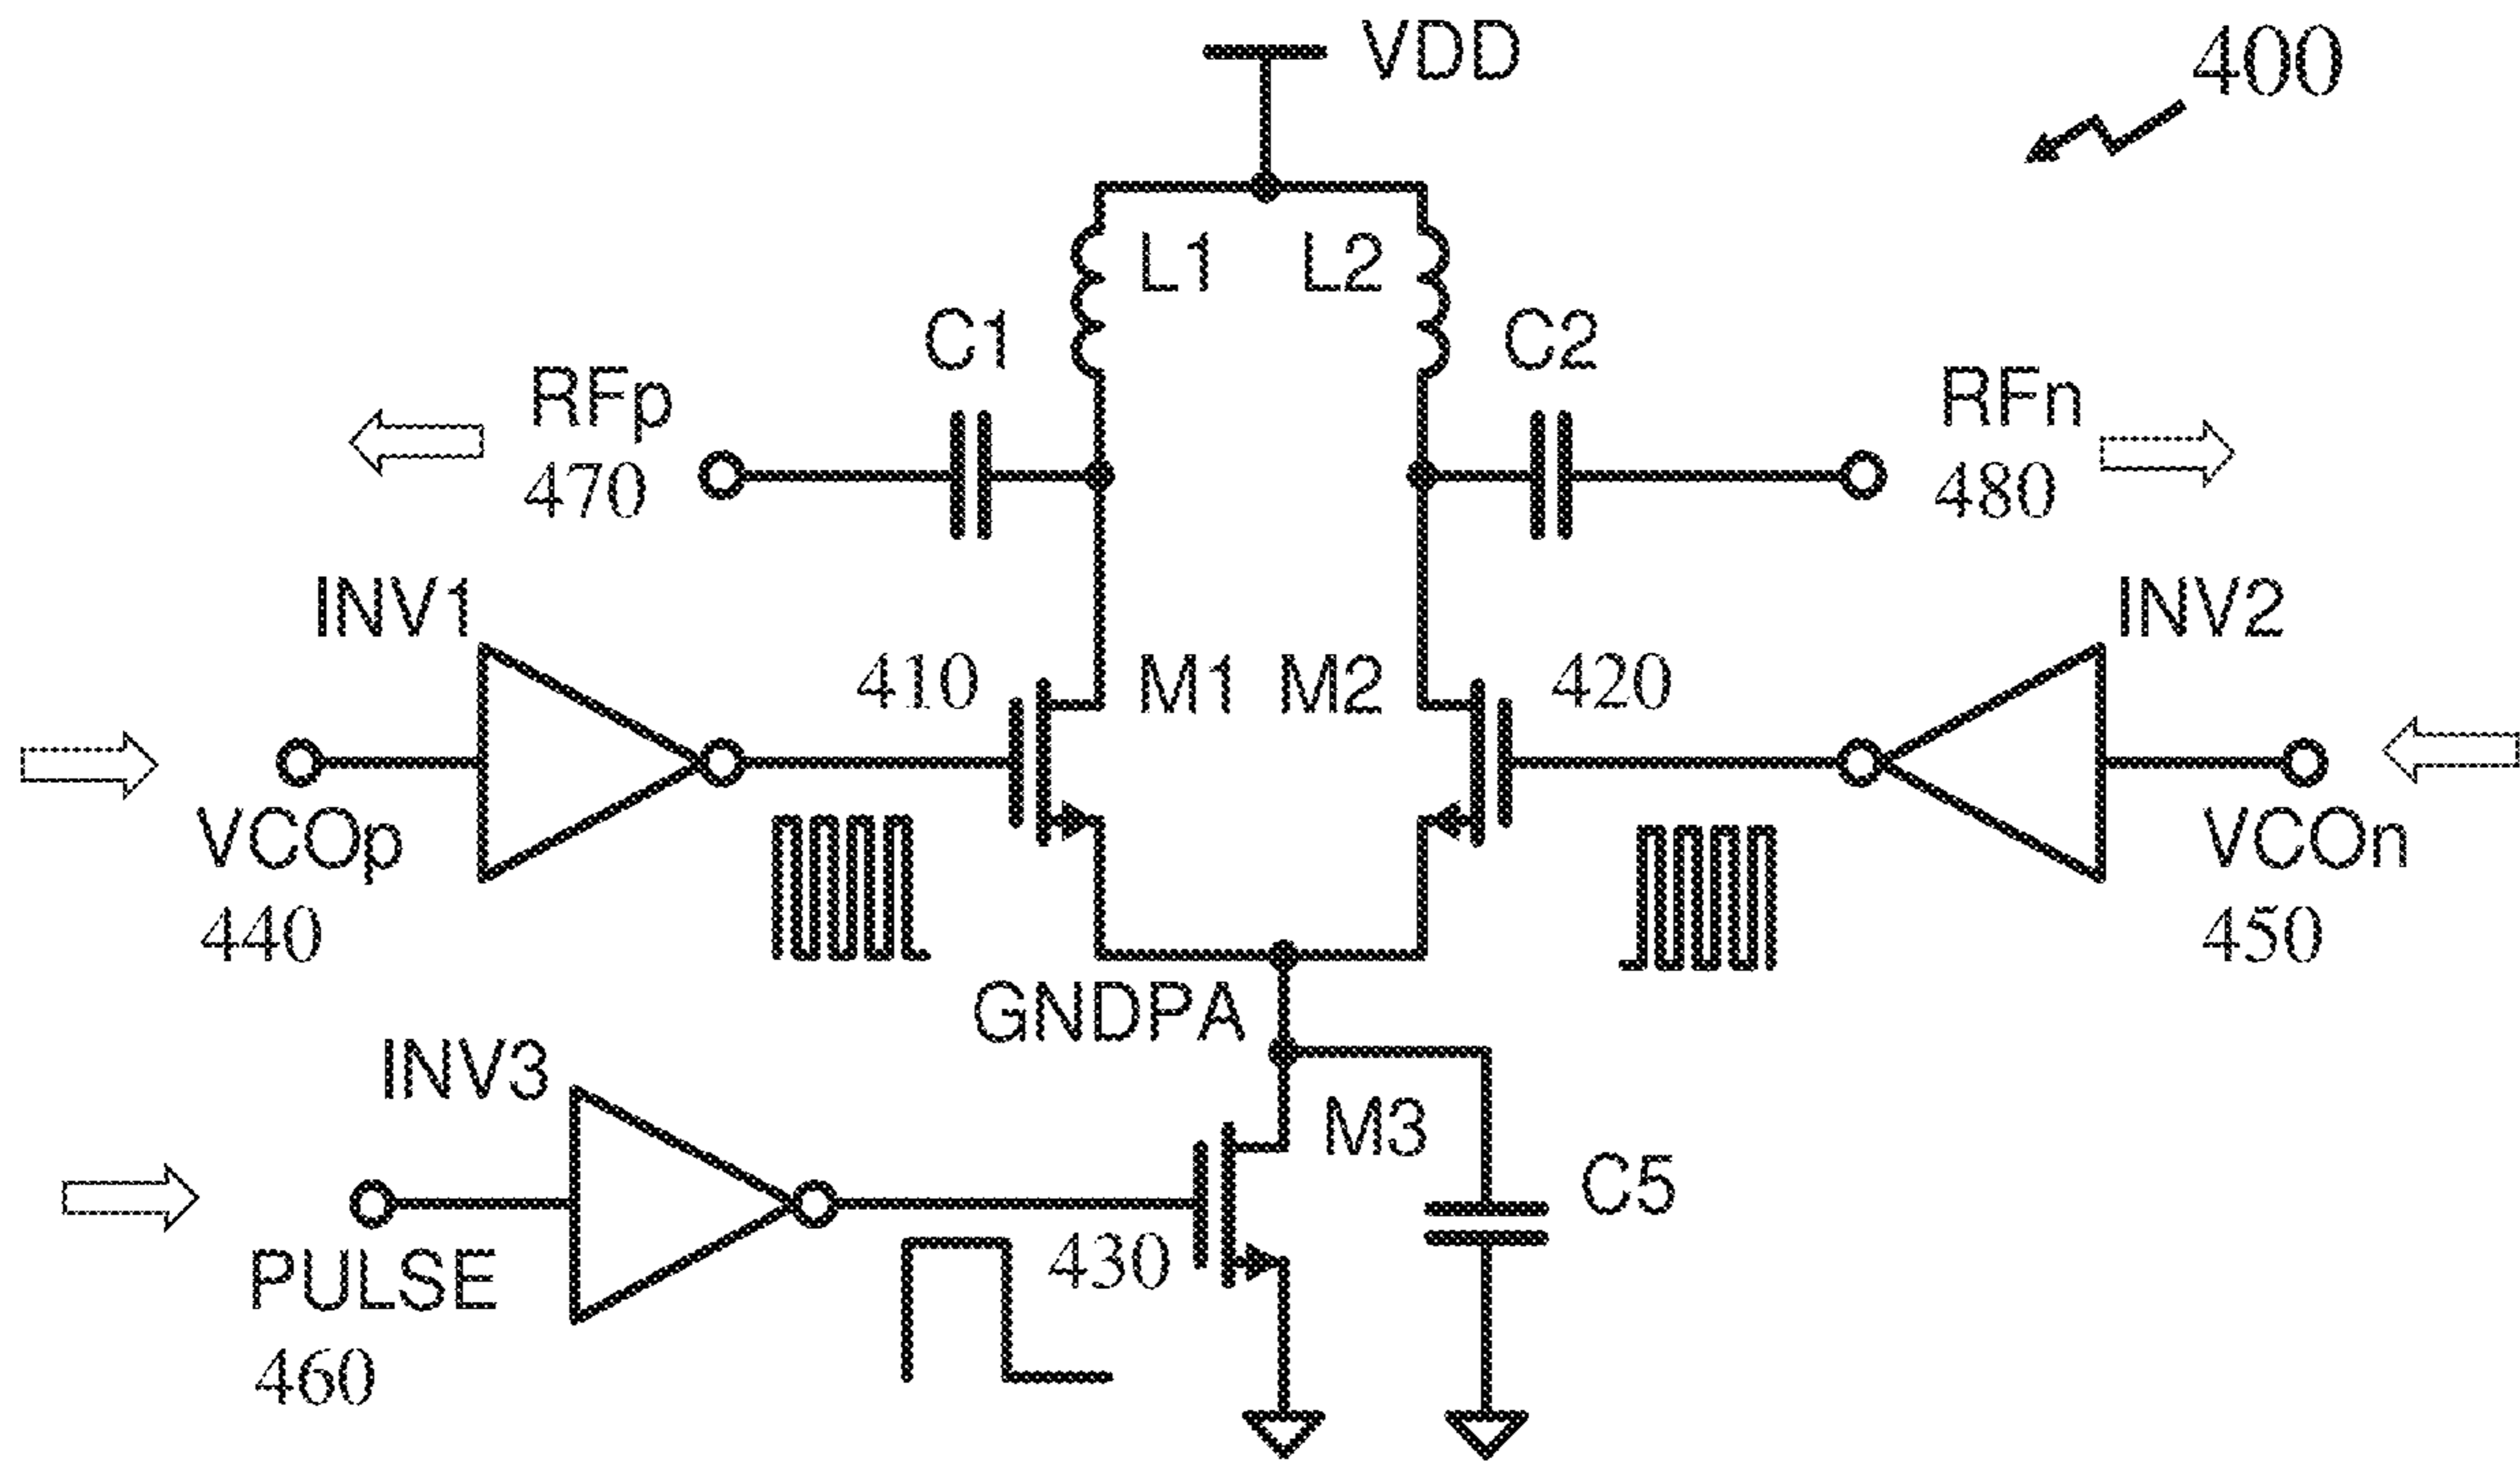 VDD
400
L1
L2
C1
C2
RFp
470
RFn
480
INV1
INV2
410
M1
M2
420
VCOp
440
VCOn
450
GNDPA
INV3
M3
C5
430
PULSE
460